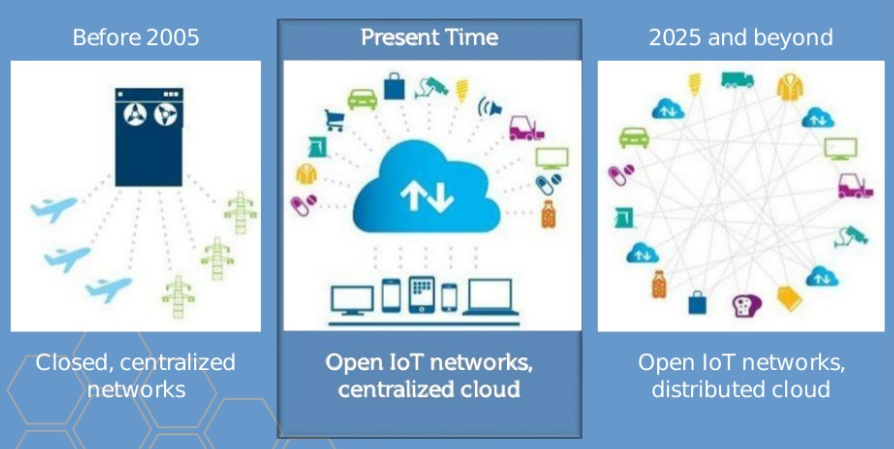 Before 2005
Present Time
2025 and beyond
Closed, centralized
networks
Open IoT networks,
centralized cloud
Open IoT networks,
distributed cloud